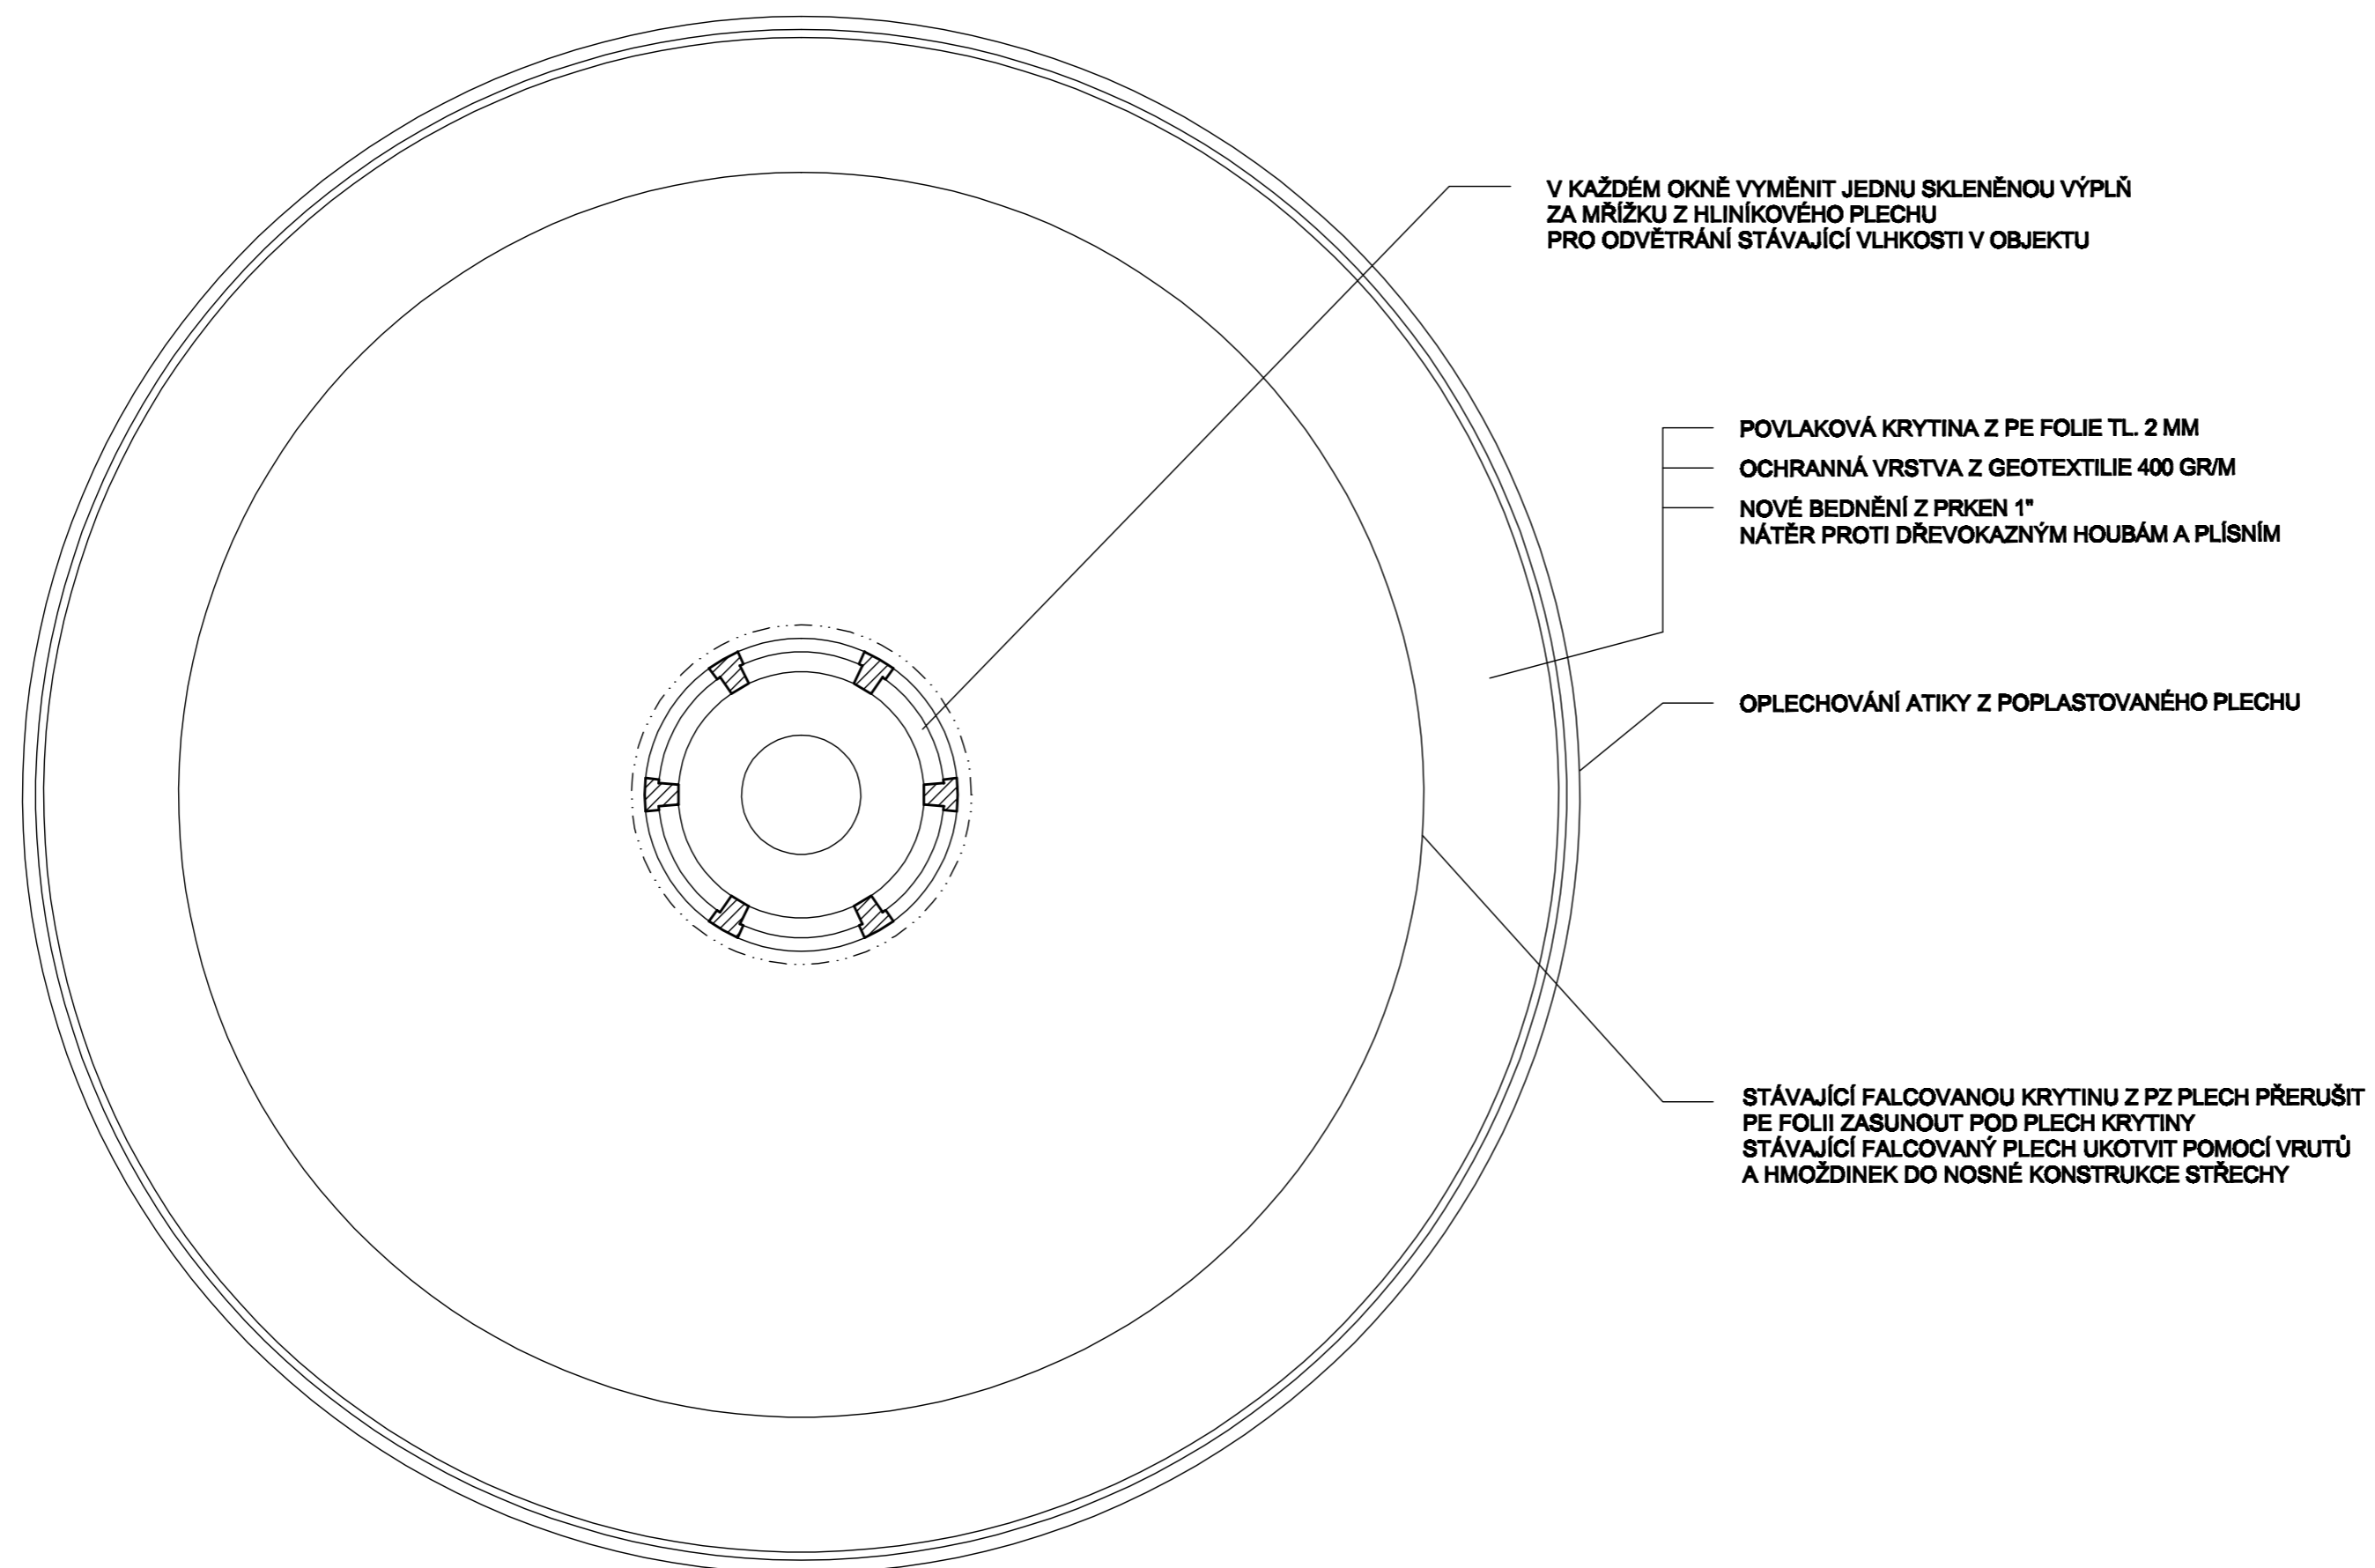 V KAŽDÉM OKNĚ VYMĚNIT JEDNU SKLENĚNOU VÝPLŇ
ZA MŘÍŽKU Z HLINÍKOVÉHO PLECHU
PRO ODVĚTRÁNÍ STÁVAJÍCÍ VLHKOSTI V OBJEKTU
POVLAKOVÁ KRYTINA Z PE FOLIE TL. 2 MM
OCHRANNÁ VRSTVA Z GEOTEXTILIE 400 GR/M
NOVÉ BEDNĚNÍ Z PRKEN 1"
NÁTĚR PROTI DŘEVOKAZNÝM HOUBÁM A PLÍSNÍM
OPLECHOVÁNÍ ATIKY Z POPLASTOVANÉHO PLECHU
STÁVAJÍCÍ FALCOVANOU KRYTINU Z PZ PLECH PŘERUŠIT
PE FOLII ZASUNOUT POD PLECH KRYTINY
STÁVAJÍCÍ FALCOVANÝ PLECH UKOTVIT POMOCÍ VRUTŮ
A HMOŽDINEK DO NOSNÉ KONSTRUKCE STŘECHY